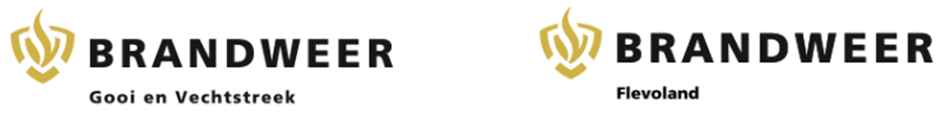 BRANDWEER
Gooi en Vechtstreek
BRANDWEER
Flevoland